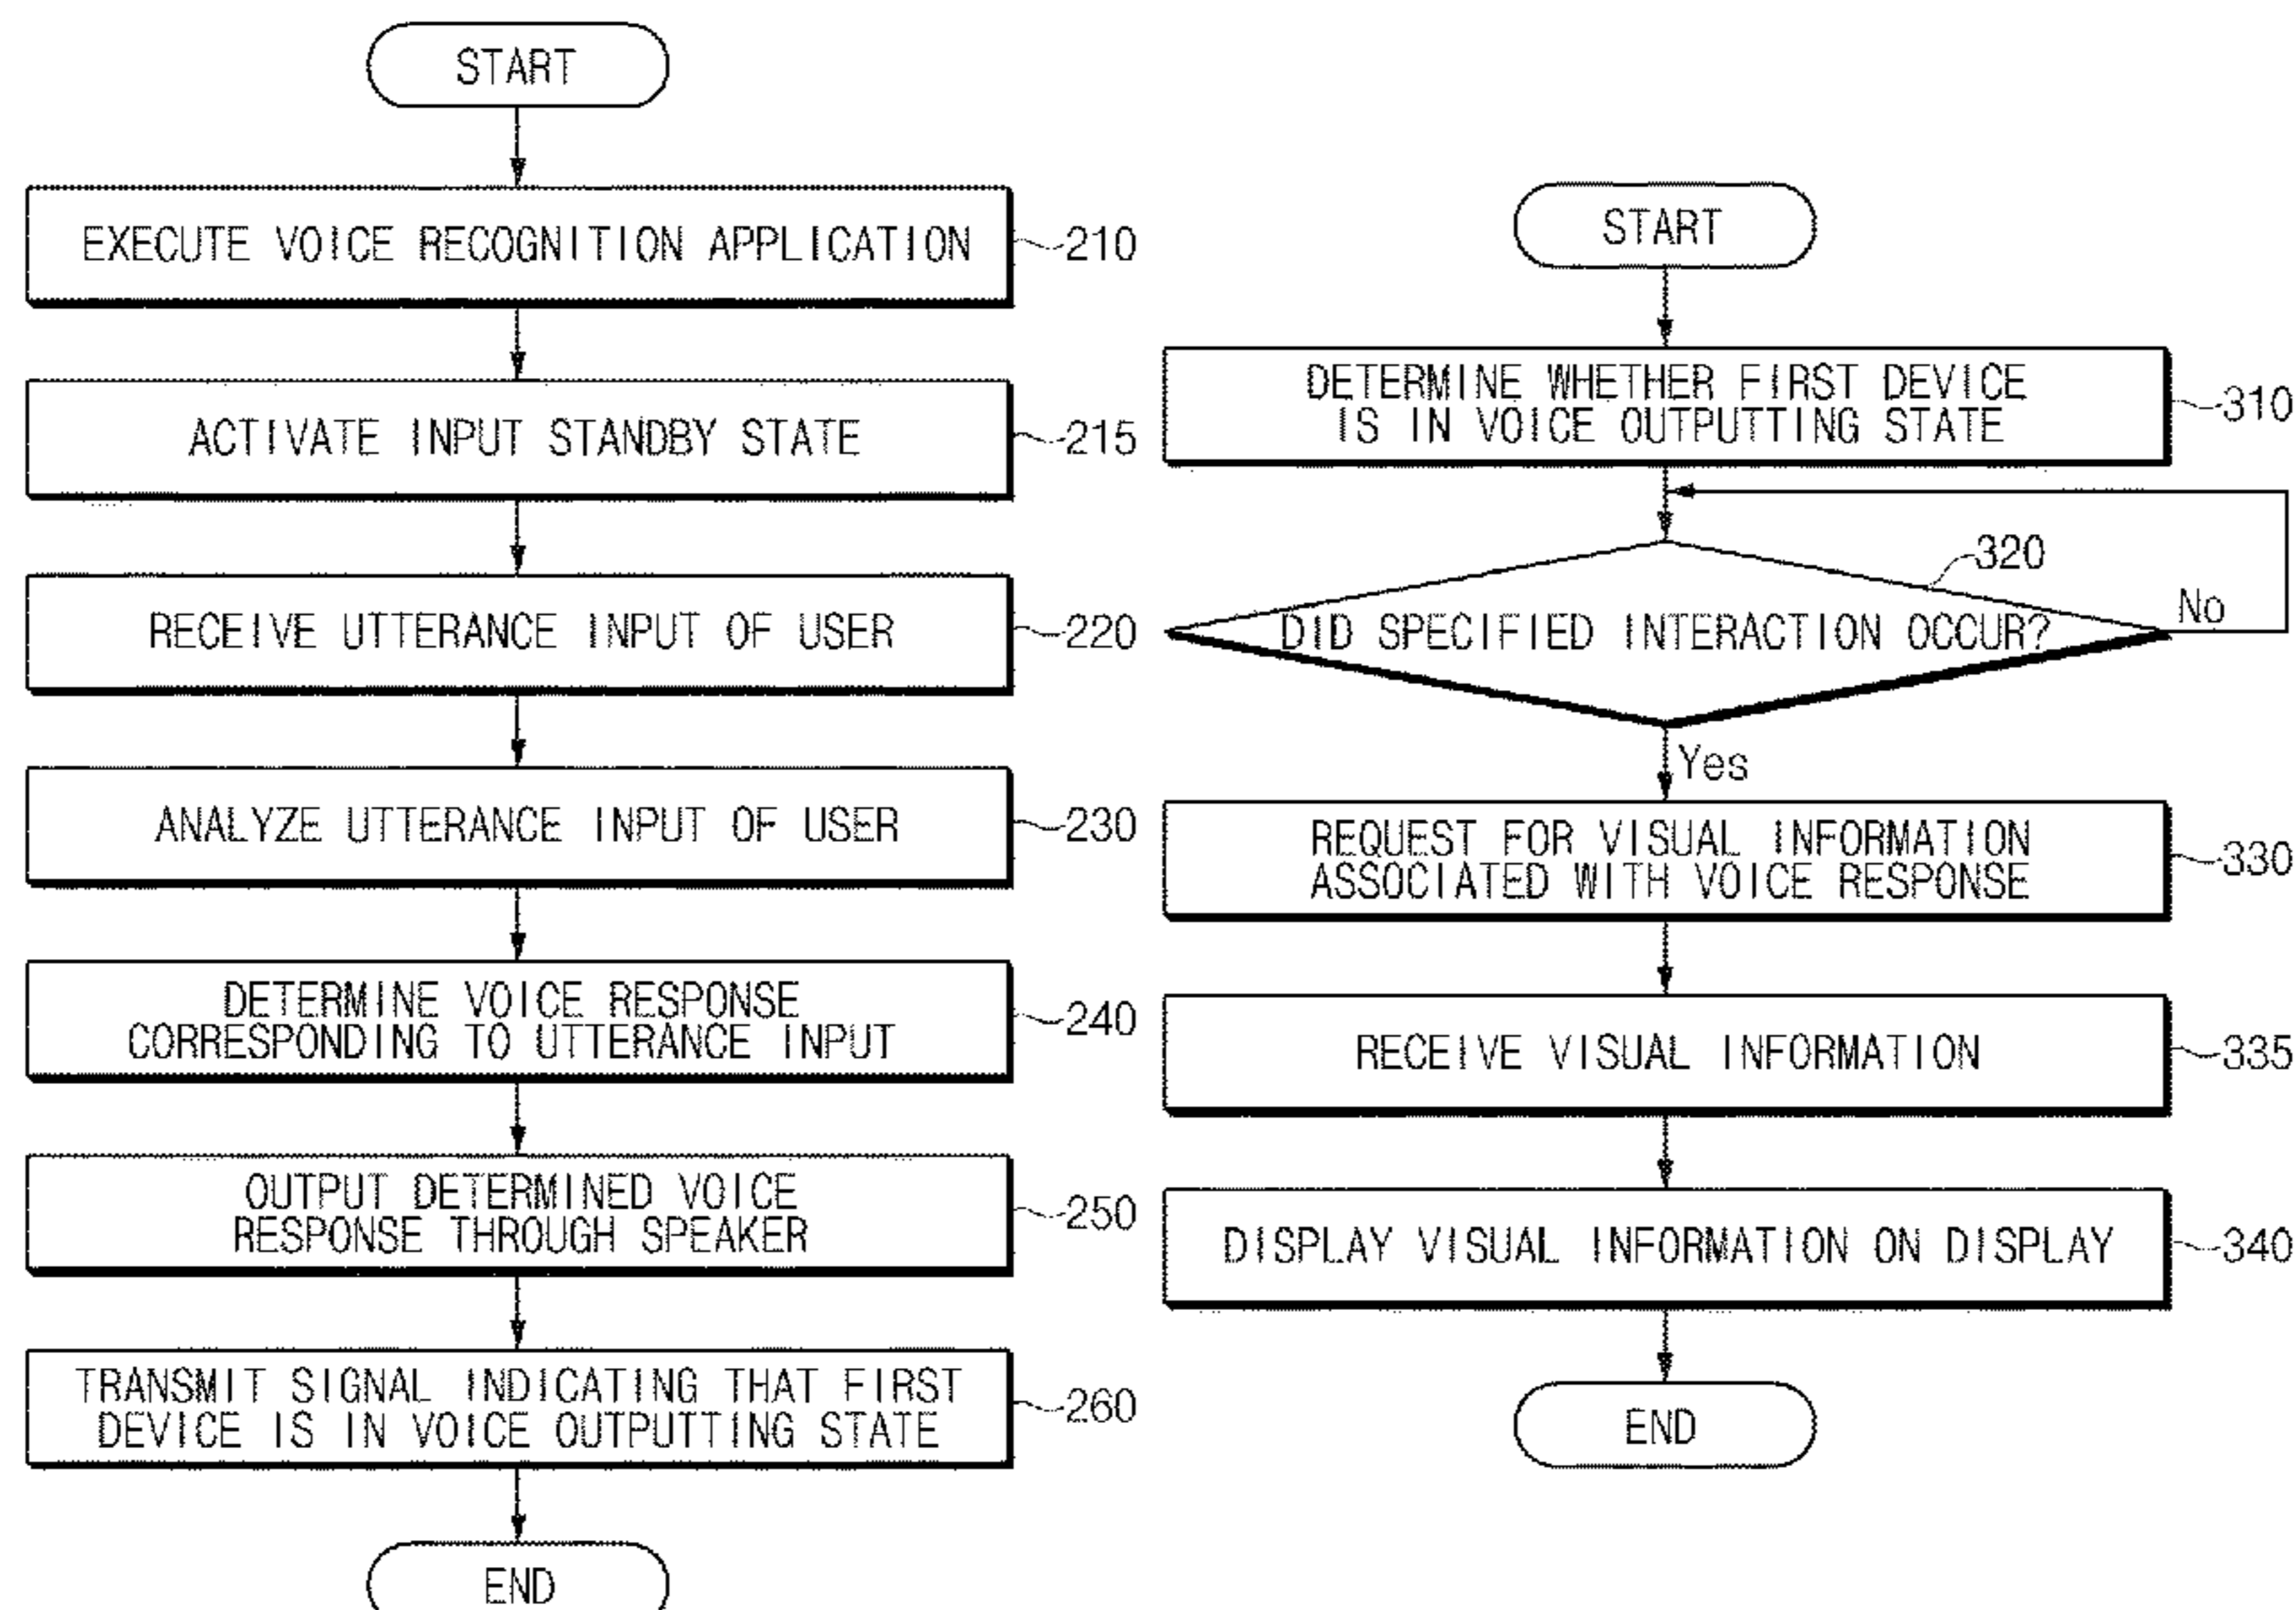 START
EXECUTE VOICE RECOGNITION APPLICATION
210
ACTIVATE INPUT STANDBY STATE
215
RECEIVE UTTERANCE INPUT OF USER
220
ANALYZE UTTERANCE INPUT OF USER
230
DETERMINE VOICE RESPONSE
CORRESPONDING TO UTTERANCE INPUT
240
OUTPUT DETERMINED VOICE
RESPONSE THROUGH SPEAKER
250
TRANSMIT SIGNAL INDICATING THAT FIRST
DEVICE IS IN VOICE OUTPUTTING STATE
260
END
START
DETERMINE WHETHER FIRST DEVICE
IS IN VOICE OUTPUTTING STATE
310
320
DID SPECIFIED INTERACTION OCCUR?
No
Yes
REQUEST FOR VISUAL INFORMATION
ASSOCIATED WITH VOICE RESPONSE
330
RECEIVE VISUAL INFORMATION
335
DISPLAY VISUAL INFORMATION ON DISPLAY
340
END